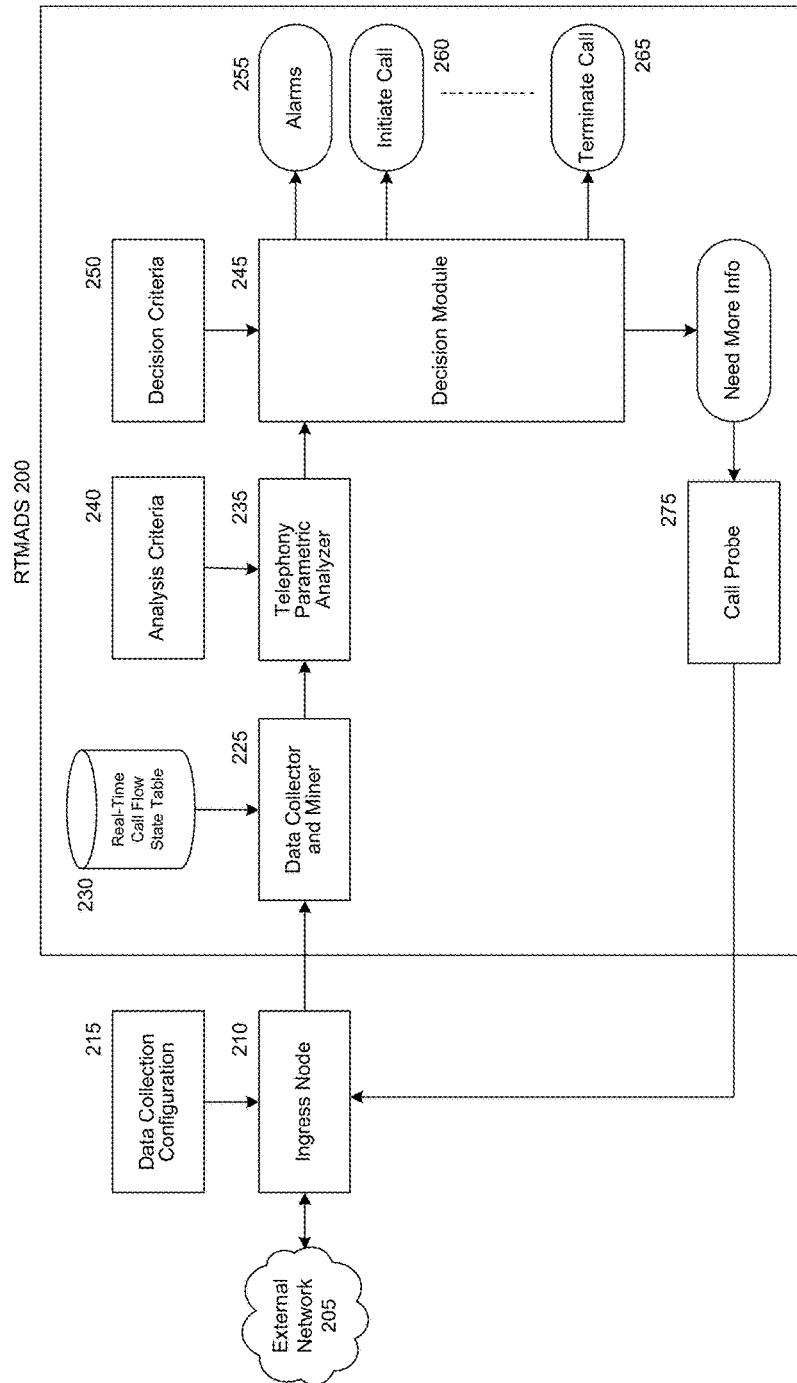 RTMADS 200
External
Network
205
215
Data Collection
Configuration
210
Ingress Node
230
Real-Time
Call Flow
State Table
225
Data Collector
and Miner
240
Analysis Criteria
235
Telephony
Parametric
Analyzer
250
Decision Criteria
245
Decision Module
255
Alarms
260
Initiate Call
265
Terminate Call
Need More Info
275
Call Probe